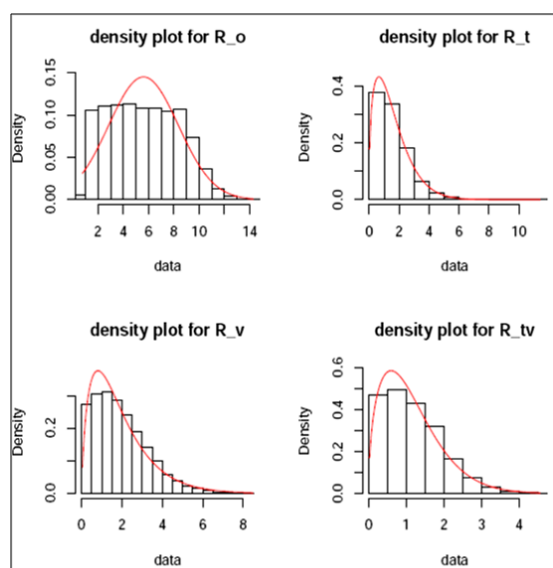 density plot for R_o
Density
0.00 0.05 0.10 0.15
2 4 6 8 10 14
data
density plot for R_t
Density
0.0 0.2 0.4
0 2 4 6 8 10
data
density plot for R_v
Density
0.0 0.2
0 2 4 6 8
data
density plot for R_tv
Density
0.0 0.2 0.4 0.6
0 1 2 3 4
data